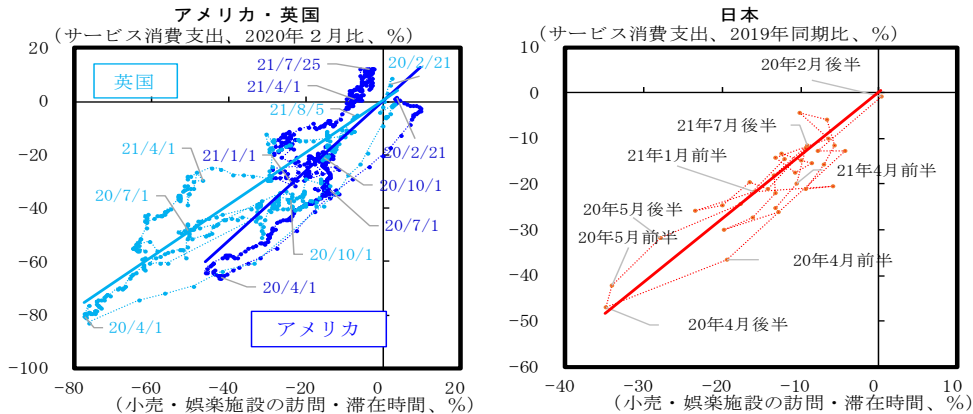 アメリカ・英国
(サービス消費支出、2020年２月比、%)
20
0
−20
−40
−60
−80
−100
−80
−60
−40
−20
0
20
(小売・娯楽施設の訪問・滞在時間、%)
英国
21/7/25
21/4/1
20/2/21
21/8/5
21/4/1
21/1/1
20/2/21
20/7/1
20/10/1
20/7/1
20/10/1
20/4/1
20/4/1
アメリカ
日本
(サービス消費支出、2019年同期比、%)
10
0
−10
−20
−30
−40
−50
−60
−40
−30
−20
−10
0
10
(小売・娯楽施設の訪問・滞在時間、%)
20年２月後半
21年７月後半
21年１月前半
21年４月前半
20年５月後半
20年５月前半
20年４月前半
20年４月後半